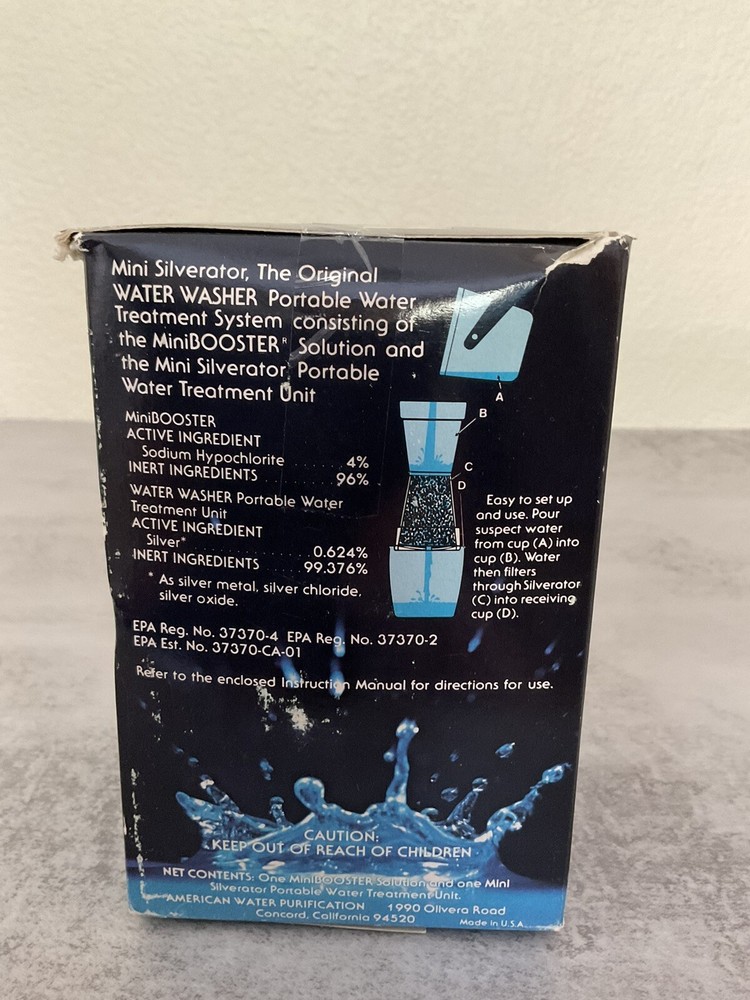 Mini Silverator, The Original
WATER WASHER Portable Water
Treatment System consisting of
the MiniBOOSTER® Solution and
the Mini Silverator Portable
Water Treatment Unit
MiniBOOSTER
ACTIVE INGREDIENT
Sodium Hypochlorite . . . . . . . . 4%
INERT INGREDIENTS . . . . . . . . 96%
WATER WASHER Portable Water
Treatment Unit
ACTIVE INGREDIENT
Silver* . . . . . . . . 0.624%
INERT INGREDIENTS . . . . . . . . 99.376%
* As silver metal, silver chloride,
silver oxide.
A
B
C
D
Easy to set up
and use. Pour
suspect water
from cup (A) into
cup (B). Water
then filters
through Silverator
(C) into receiving
cup (D).
EPA Reg. No. 37370-4 EPA Reg. No. 37370-2
EPA Est. No. 37370-CA-01
Refer to the enclosed Instruction Manual for directions for use.
CAUTION:
KEEP OUT OF REACH OF CHILDREN
NET CONTENTS: One MiniBOOSTER Solution and one Mini
Silverator Portable Water Treatment Unit.
AMERICAN WATER PURIFICATION 1990 Olivera Road
Concord, California 94520
Made in U.S.A.